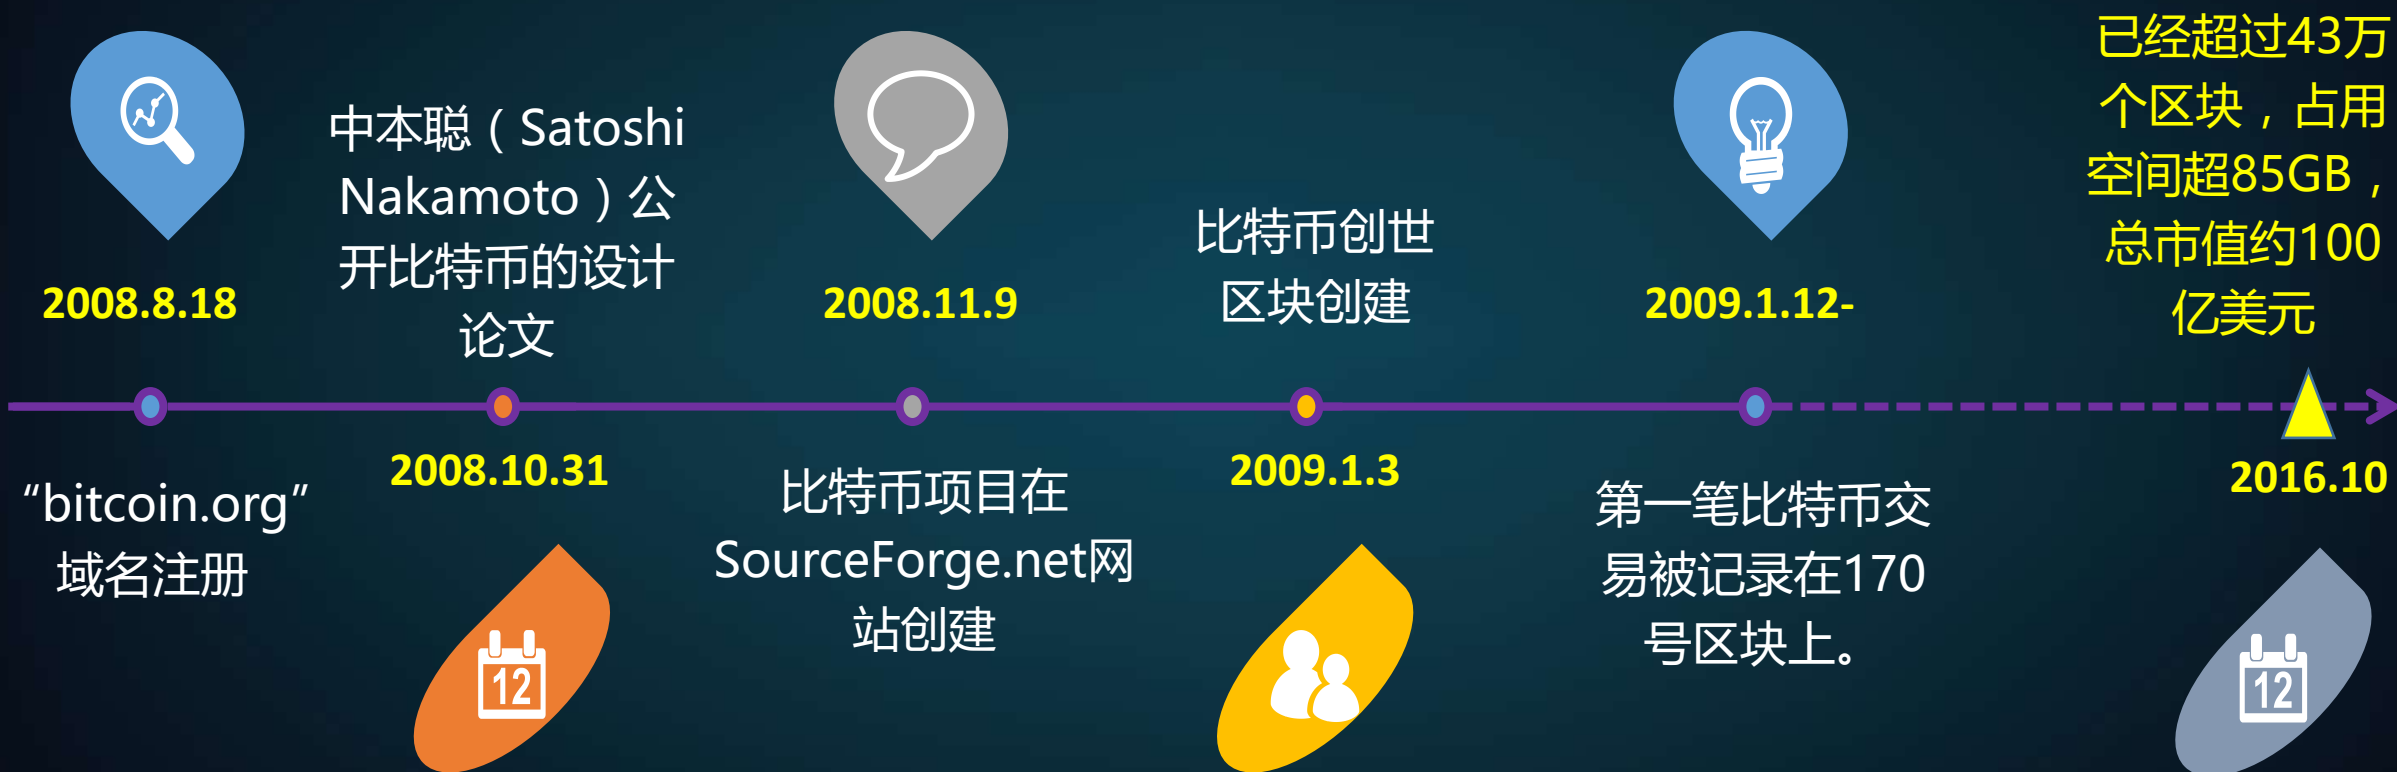 2008.8.18
“bitcoin.org”
域名注册
中本聪（Satoshi
Nakamoto）公
开比特币的设计
论文
2008.10.31
12
2008.11.9
比特币项目在
SourceForge.net网
站创建
比特币创世
区块创建
2009.1.3
2009.1.12-
第一笔比特币交
易被记录在170
号区块上。
已经超过43万
个区块，占用
空间超85GB，
总市值约100
亿美元
2016.10
12